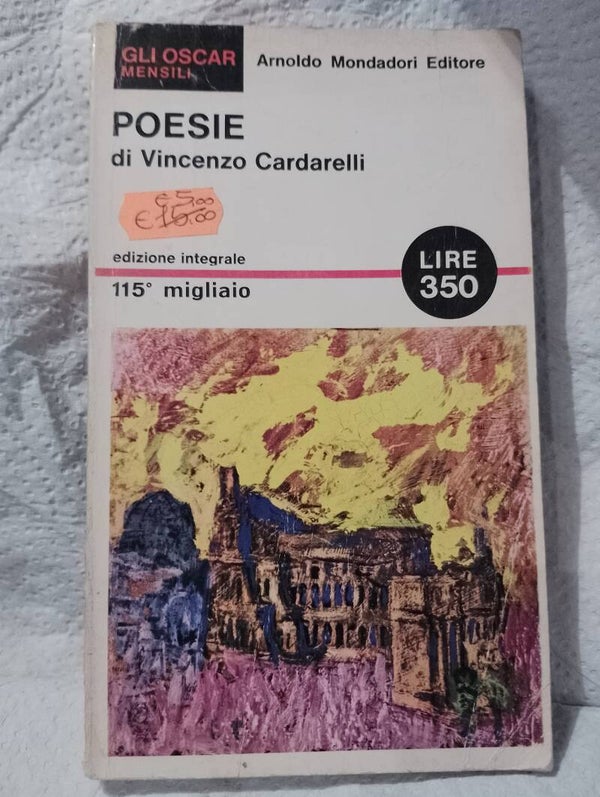 GLI OSCAR
MENSILI
Arnoldo Mondadori Editore
POESIE
di Vincenzo Cardarelli
€5,00
€10,00
edizione integrale
LIRE
350
115° migliaio